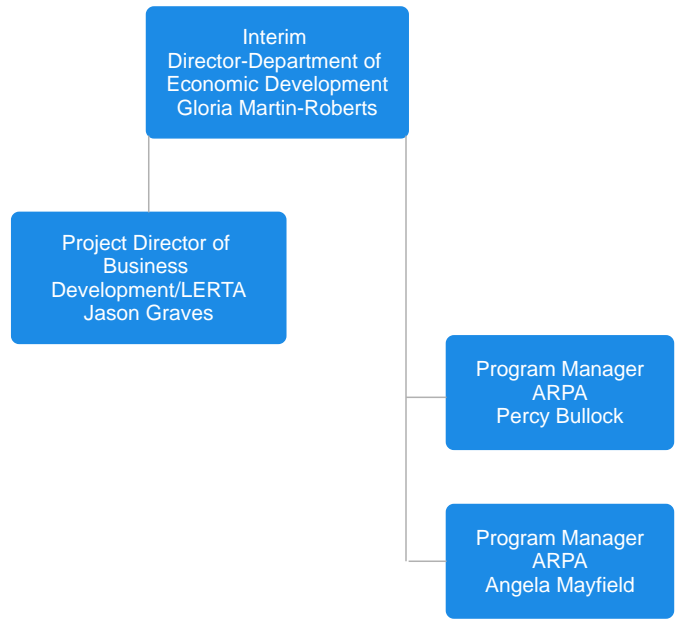 Interim
Director-Department of
Economic Development
Gloria Martin-Roberts
Project Director of
Business
Development/LERTA
Jason Graves
Program Manager
ARPA
Percy Bullock
Program Manager
ARPA
Angela Mayfield